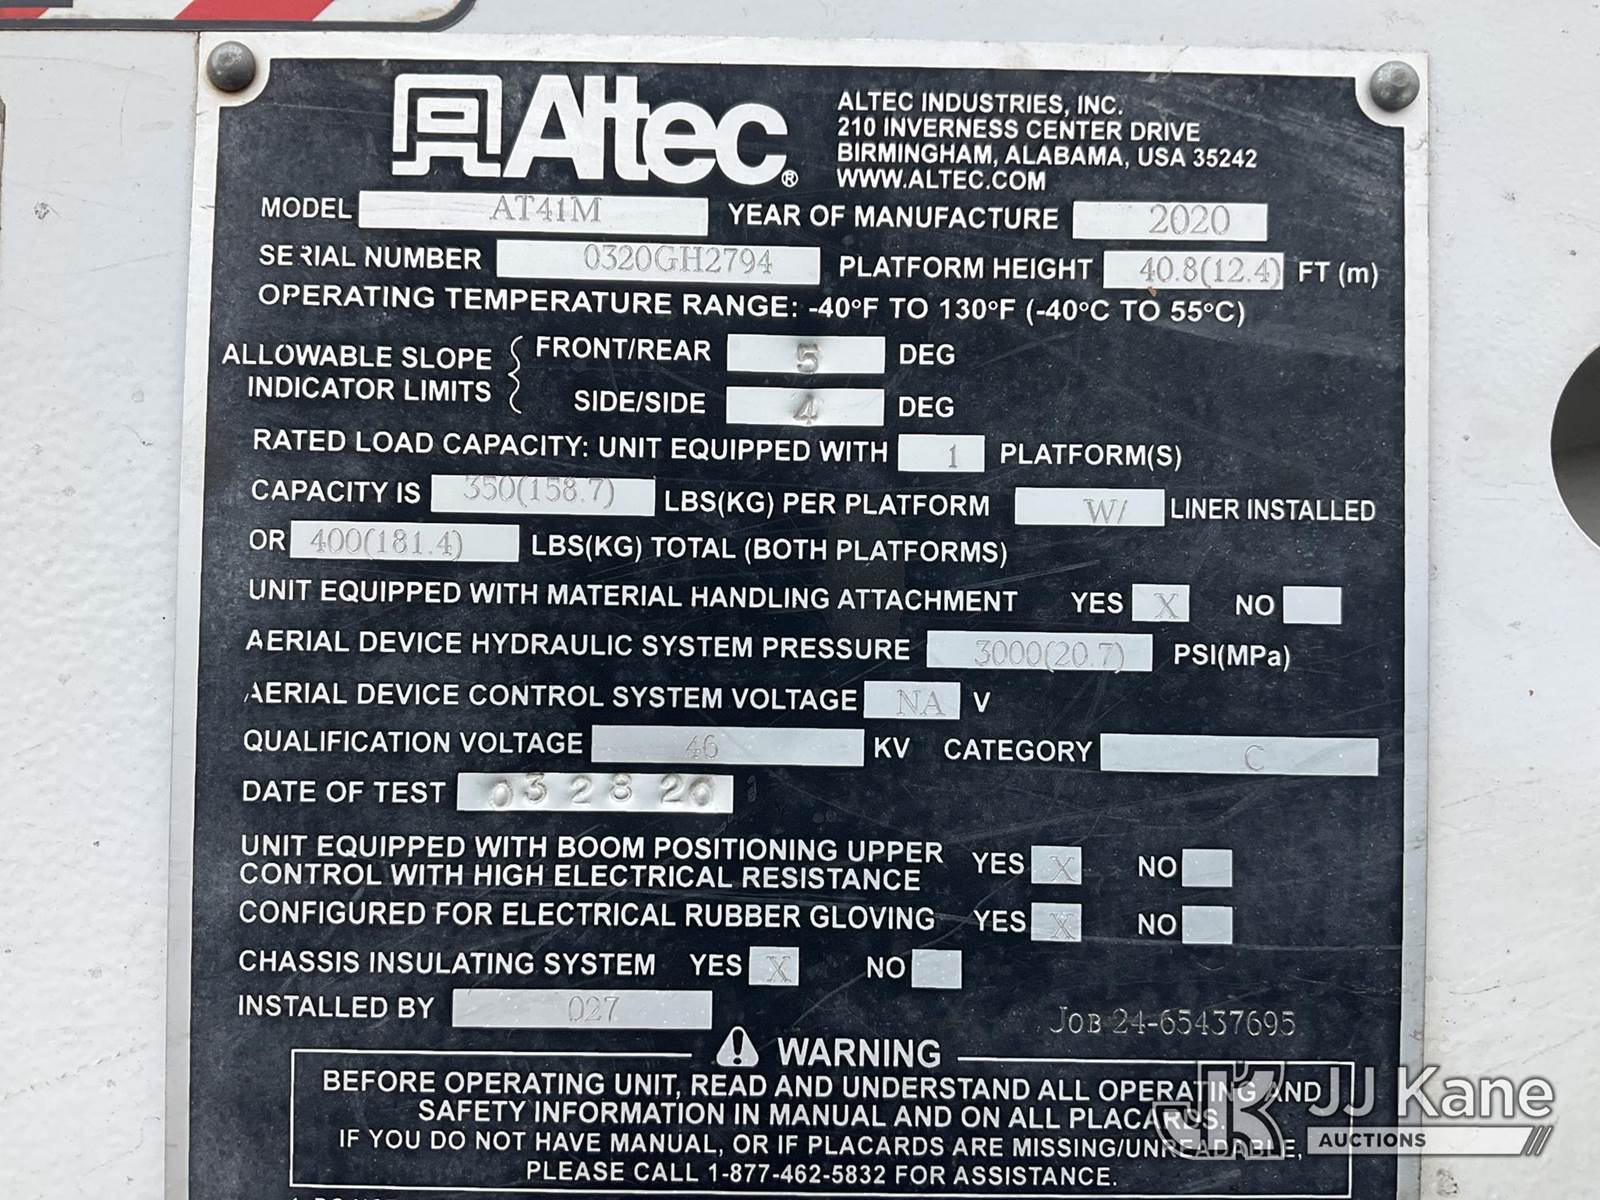 Altec®
ALTEC INDUSTRIES, INC.
210 INVERNESS CENTER DRIVE
BIRMINGHAM, ALABAMA, USA 35242
WWW.ALTEC.COM
MODEL AT41M YEAR OF MANUFACTURE 2020
SERIAL NUMBER 0320GH2794 PLATFORM HEIGHT 40.8(12.4) FT (m)
OPERATING TEMPERATURE RANGE: -40°F TO 130°F (-40°C TO 55°C)
ALLOWABLE SLOPE INDICATOR LIMITS { FRONT/REAR 5 DEG
SIDE/SIDE 4 DEG
RATED LOAD CAPACITY: UNIT EQUIPPED WITH 1 PLATFORM(S)
CAPACITY IS 350(158.7) LBS(KG) PER PLATFORM W/ LINER INSTALLED
OR 400(181.4) LBS(KG) TOTAL (BOTH PLATFORMS)
UNIT EQUIPPED WITH MATERIAL HANDLING ATTACHMENT YES X NO
AERIAL DEVICE HYDRAULIC SYSTEM PRESSURE 3000(20.7) PSI(MPa)
AERIAL DEVICE CONTROL SYSTEM VOLTAGE NA V
QUALIFICATION VOLTAGE 46 KV CATEGORY C
DATE OF TEST 03 28 20
UNIT EQUIPPED WITH BOOM POSITIONING UPPER
CONTROL WITH HIGH ELECTRICAL RESISTANCE YES X NO
CONFIGURED FOR ELECTRICAL RUBBER GLOVING YES X NO
CHASSIS INSULATING SYSTEM YES X NO
INSTALLED BY 027
JOB 24-65437695
WARNING
BEFORE OPERATING UNIT, READ AND UNDERSTAND ALL OPERATING AND
SAFETY INFORMATION IN MANUAL AND ON ALL PLACARDS.
IF YOU DO NOT HAVE MANUAL, OR IF PLACARDS ARE MISSING/UNREADABLE,
PLEASE CALL 1-877-462-5832 FOR ASSISTANCE.
JK JJ Kane
AUCTIONS